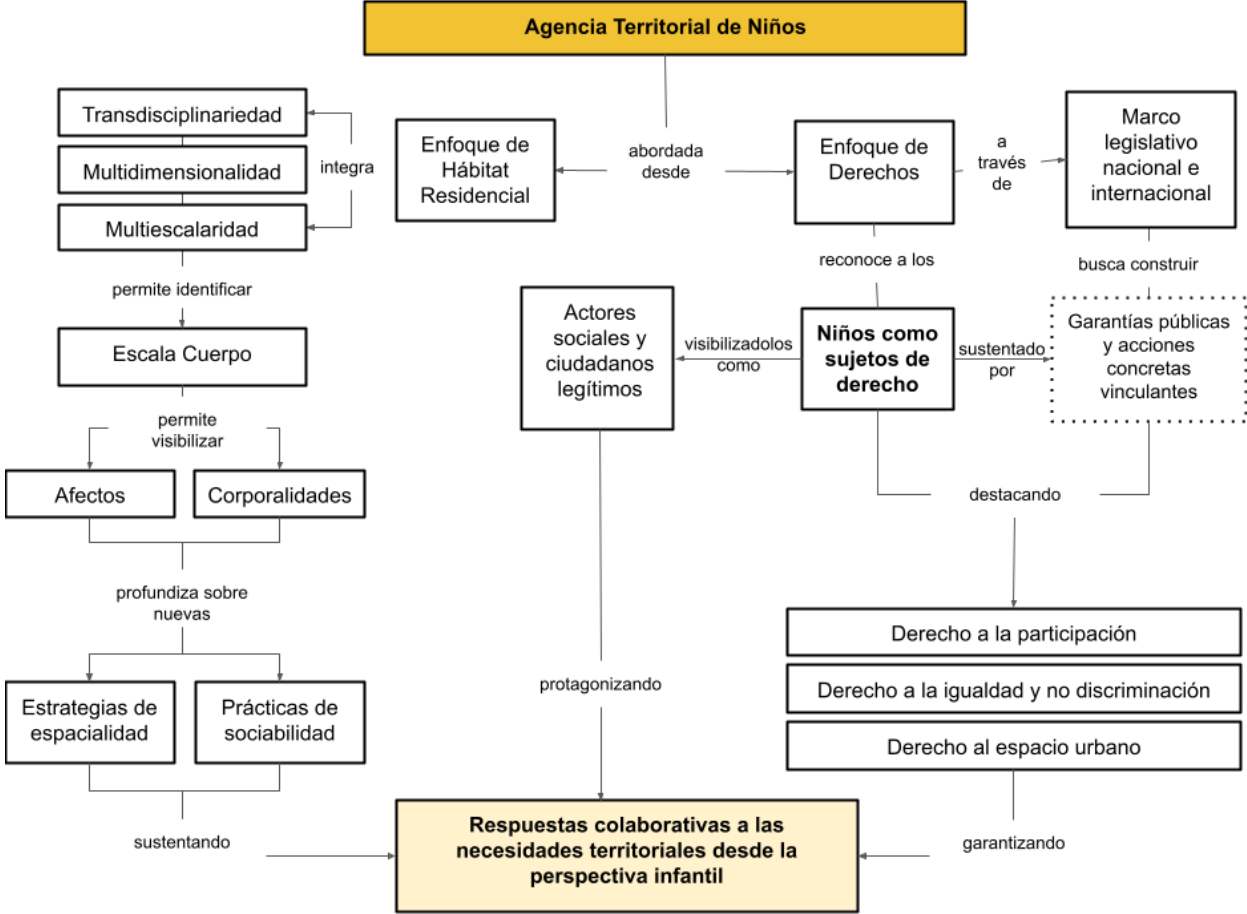 Agencia Territorial de Niños
Transdisciplinariedad
Multidimensionalidad
Multiescalaridad
integra
Enfoque de
Hábitat
Residencial
abordada
desde
Enfoque de
Derechos
a
través
de
Marco
legislativo
nacional e
internacional
permite identificar
reconoce a los
busca construir
Escala Cuerpo
Actores
sociales y
ciudadanos
legítimos
visibilizadolos
como
Niños como
sujetos de
derecho
sustentado
por
Garantías públicas
y acciones
concretas
vinculantes
permite
visibilizar
Afectos
Corporalidades
destacando
profundiza sobre
nuevas
Derecho a la participación
Derecho a la igualdad y no discriminación
Derecho al espacio urbano
Estrategias de
espacialidad
Prácticas de
sociabilidad
protagonizando
sustentando
Respuestas colaborativas a las
necesidades territoriales desde la
perspectiva infantil
garantizando